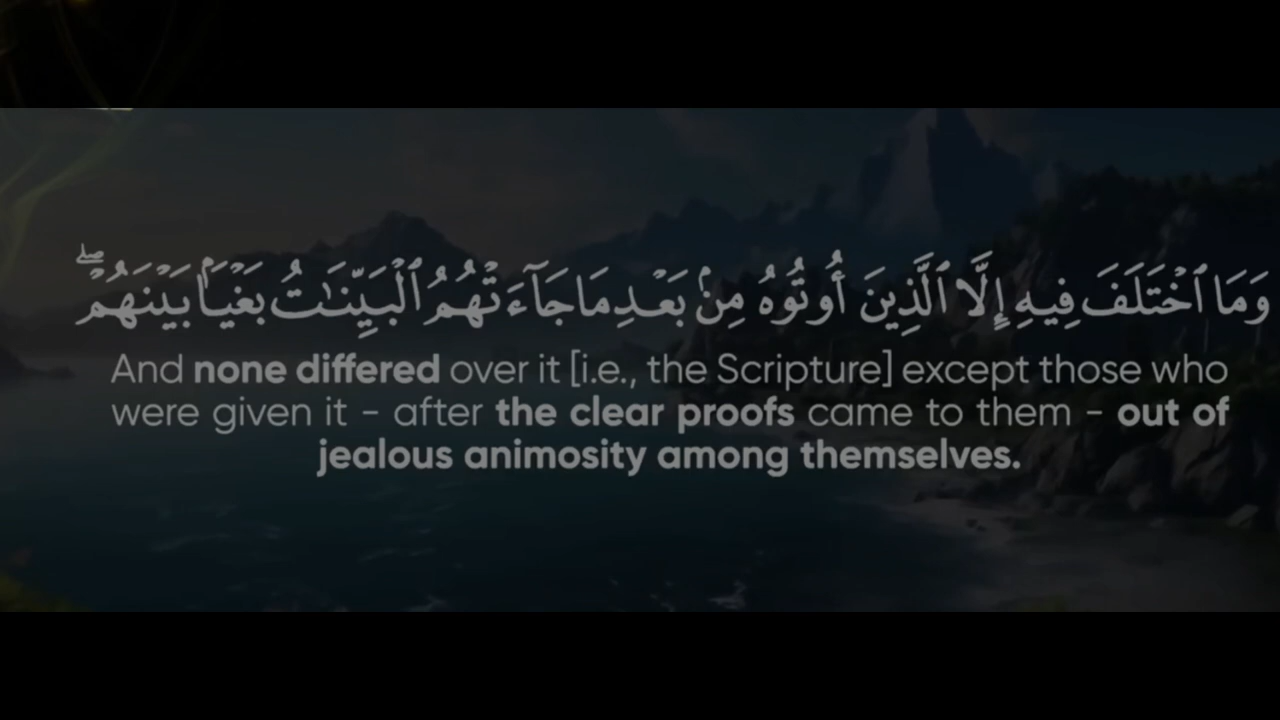 وَمَا ٱخْتَلَفَ فِيهِ إِلَّا ٱلَّذِينَ أُوتُوهُ مِنۢ بَعْدِ مَا جَآءَتْهُمُ ٱلْبَيِّنَـٰتُ بَغْيًۢا بَيْنَهُمْ ۖ
And none differed over it [i.e., the Scripture] except those who
were given it - after the clear proofs came to them - out of
jealous animosity among themselves.